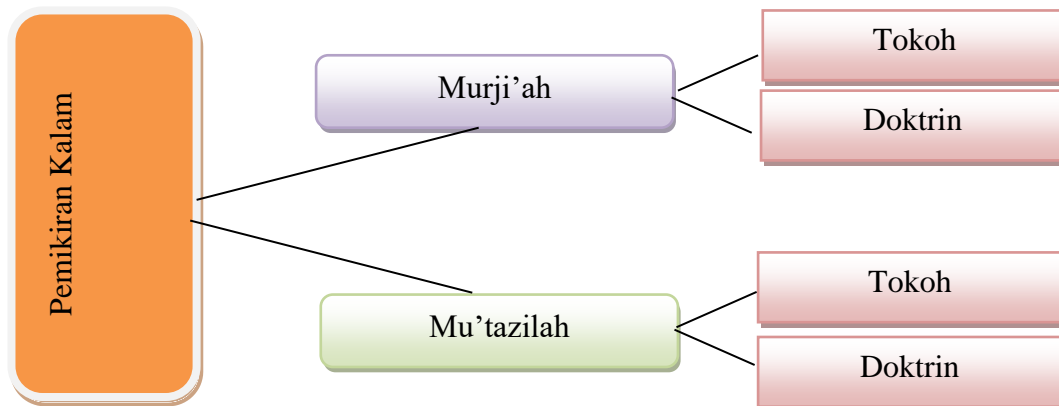 Pemikiran Kalam
Murji’ah
Tokoh
Doktrin
Mu’tazilah
Tokoh
Doktrin